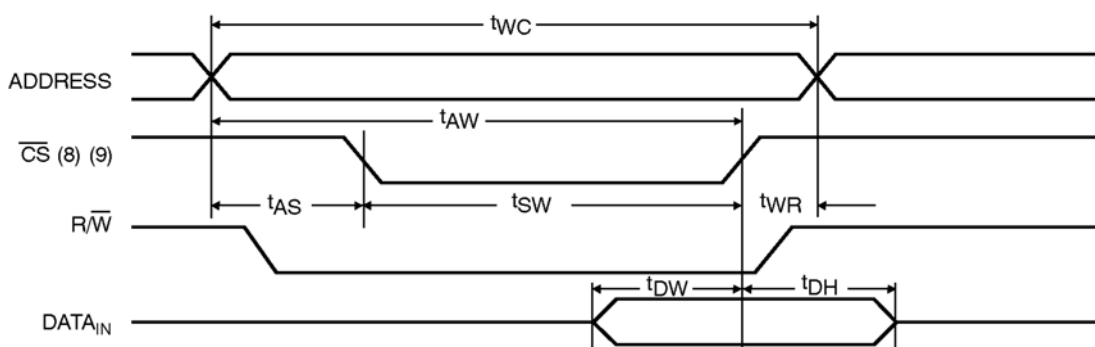 tWC
ADDRESS
tAW
CS (8) (9)
tAS
tSW
tWR
R/W
tDW
tDH
DATAIN